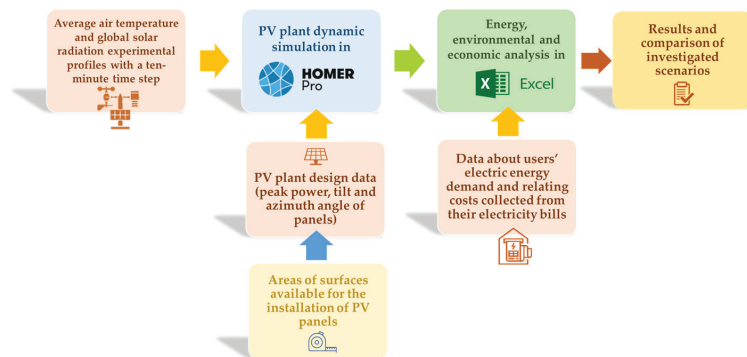 Average air temperature
and global solar
radiation experimental
profiles with a ten-
minute time step
PV plant dynamic
simulation in
HOMER
Pro
Energy,
environmental and
economic analysis in
X
Excel
Results and
comparison of
investigated
scenarios
PV plant design data
(peak power, tilt and
azimuth angle of
panels)
Data about users'
electric energy
demand and relating
costs collected from
their electricity bills
Areas of surfaces
available for the
installation of PV
panels